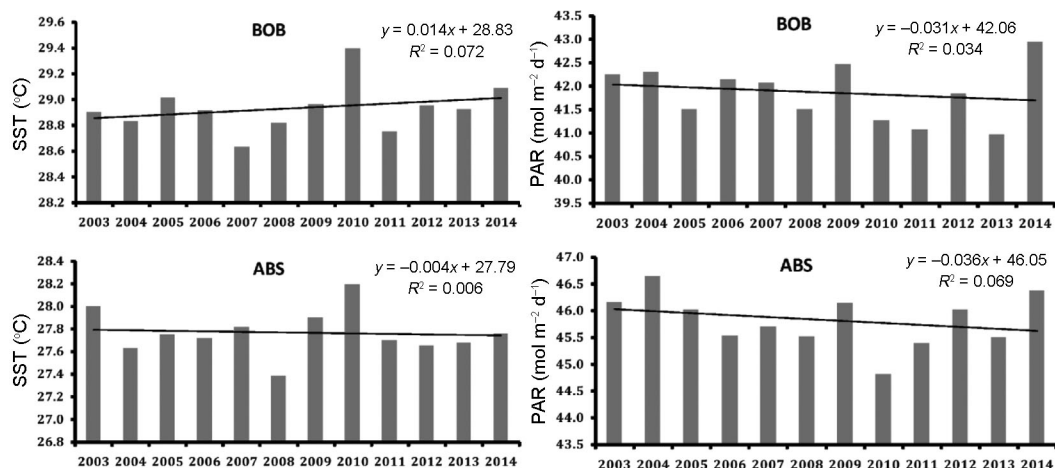 BOB
y = 0.014x + 28.83
R² = 0.072
SST (°C)
29.6
29.4
29.2
29.0
28.8
28.6
28.4
28.2
2003 2004 2005 2006 2007 2008 2009 2010 2011 2012 2013 2014
BOB
y = –0.031x + 42.06
R² = 0.034
PAR (mol m⁻² d⁻¹)
43.5
43.0
42.5
42.0
41.5
41.0
40.5
40.0
39.5
2003 2004 2005 2006 2007 2008 2009 2010 2011 2012 2013 2014
ABS
y = –0.004x + 27.79
R² = 0.006
SST (°C)
28.4
28.2
28.0
27.8
27.6
27.4
27.2
27.0
26.8
2003 2004 2005 2006 2007 2008 2009 2010 2011 2012 2013 2014
ABS
y = –0.036x + 46.05
R² = 0.069
PAR (mol m⁻² d⁻¹)
47.0
46.5
46.0
45.5
45.0
44.5
44.0
43.5
2003 2004 2005 2006 2007 2008 2009 2010 2011 2012 2013 2014